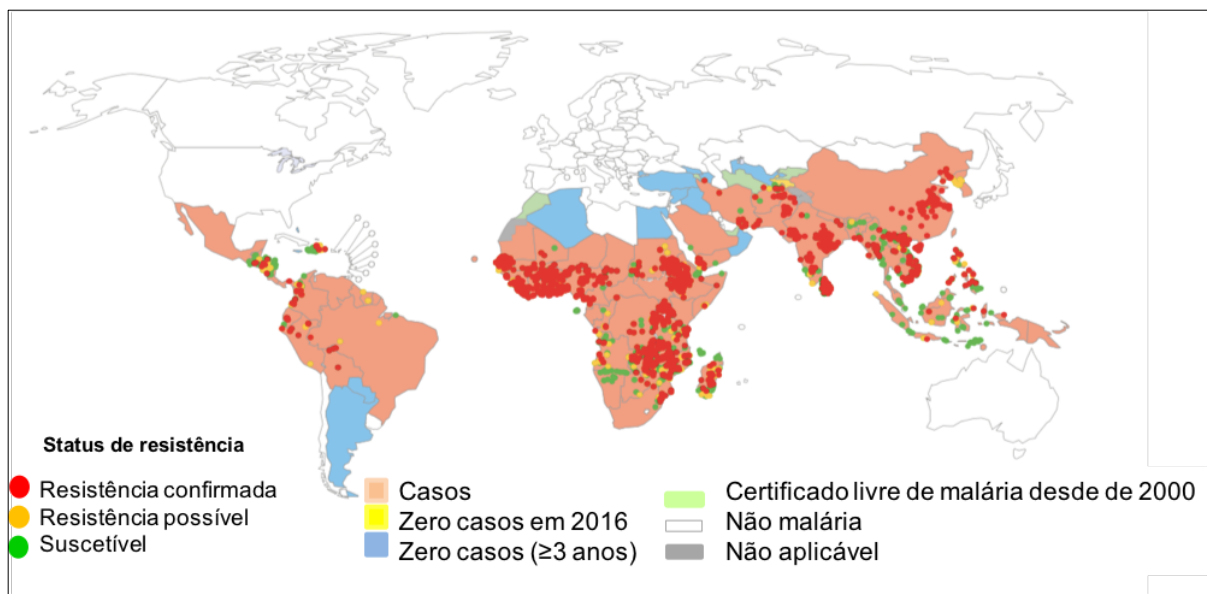 Status de resistência
Resistência confirmada
Resistência possível
Suscetível
Casos
Zero casos em 2016
Zero casos (≥3 anos)
Certificado livre de malária desde de 2000
Não malária
Não aplicável